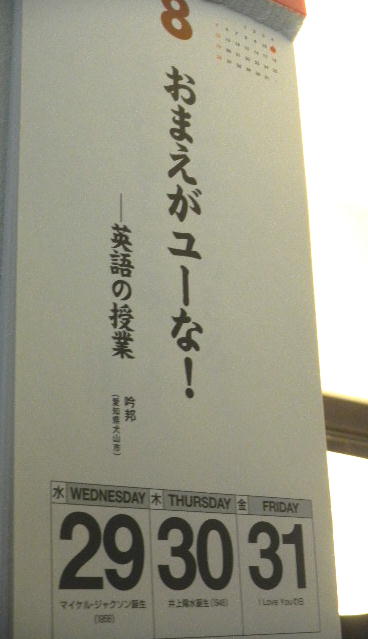 8
おまえがユーな!
―英語の授業
吟邦
(愛知県犬山市)
水 WEDNESDAY 木 THURSDAY 金 FRIDAY
29 30 31
マイケル・ジャクソン誕生 井上陽水誕生(1948) I Love Youの日
(1958)